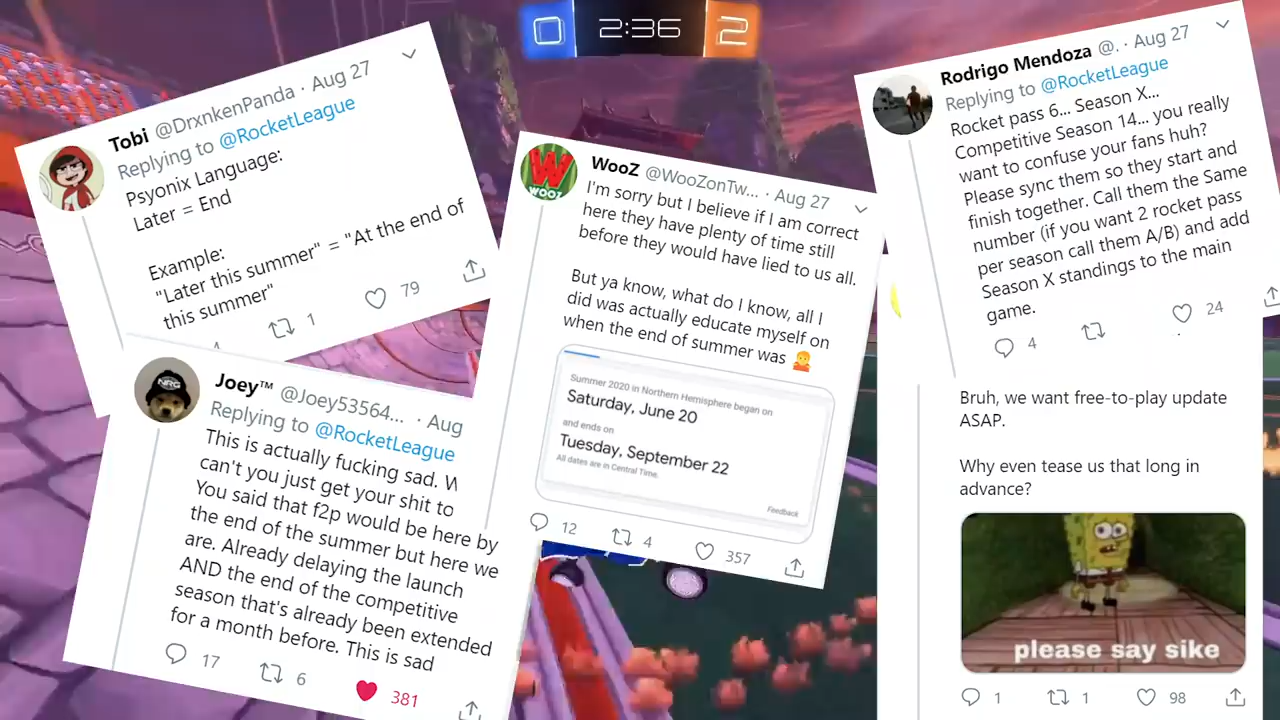 0 2:36 2
Tobi @DrxnkenPanda · Aug 27
Replying to @RocketLeague
Psyonix Language:
Later = End
Example:
"Later this summer" = "At the end of
this summer"
1 79
Joey™ @Joey53564... · Aug
Replying to @RocketLeague
This is actually fucking sad. W
can't you just get your shit to
You said that f2p would be here by
the end of the summer but here we
are. Already delaying the launch
AND the end of the competitive
season that's already been extended
for a month before. This is sad
17 6 381
WooZ @WooZonTw... · Aug 27
WOOZ
I'm sorry but I believe if I am correct
here they have plenty of time still
before they would have lied to us all.
But ya know, what do I know, all I
did was actually educate myself on
when the end of summer was 🤷
Summer 2020 in Northern Hemisphere began on
Saturday, June 20
and ends on
Tuesday, September 22
All dates are in Central Time.
Feedback
12 4 357
Rodrigo Mendoza @. · Aug 27
Replying to @RocketLeague
Rocket pass 6... Season X...
Competitive Season 14... you really
want to confuse your fans huh?
Please sync them so they start and
finish together. Call them the Same
number (if you want 2 rocket pass
per season call them A/B) and add
Season X standings to the main
game.
4 24
Bruh, we want free-to-play update
ASAP.
Why even tease us that long in
advance?
please say sike
1 1 98